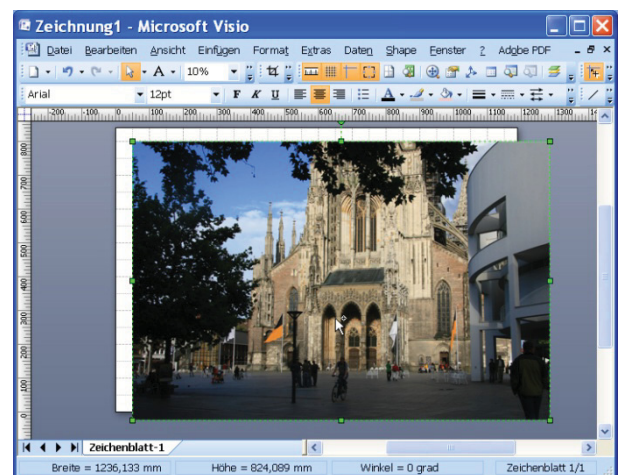 Zeichnung1 - Microsoft Visio
Datei Bearbeiten Ansicht Einfügen Format Extras Daten Shape Fenster ? Adobe PDF
A 10%
Arial 12pt F K U A
-200 -100 0 100 200 300 400 500 600 700 800 900 1000 1100 1200 1300
800
700
600
500
400
300
200
100
0
Zeichenblatt-1
Breite = 1236,133 mm Höhe = 824,089 mm Winkel = 0 grad Zeichenblatt 1/1